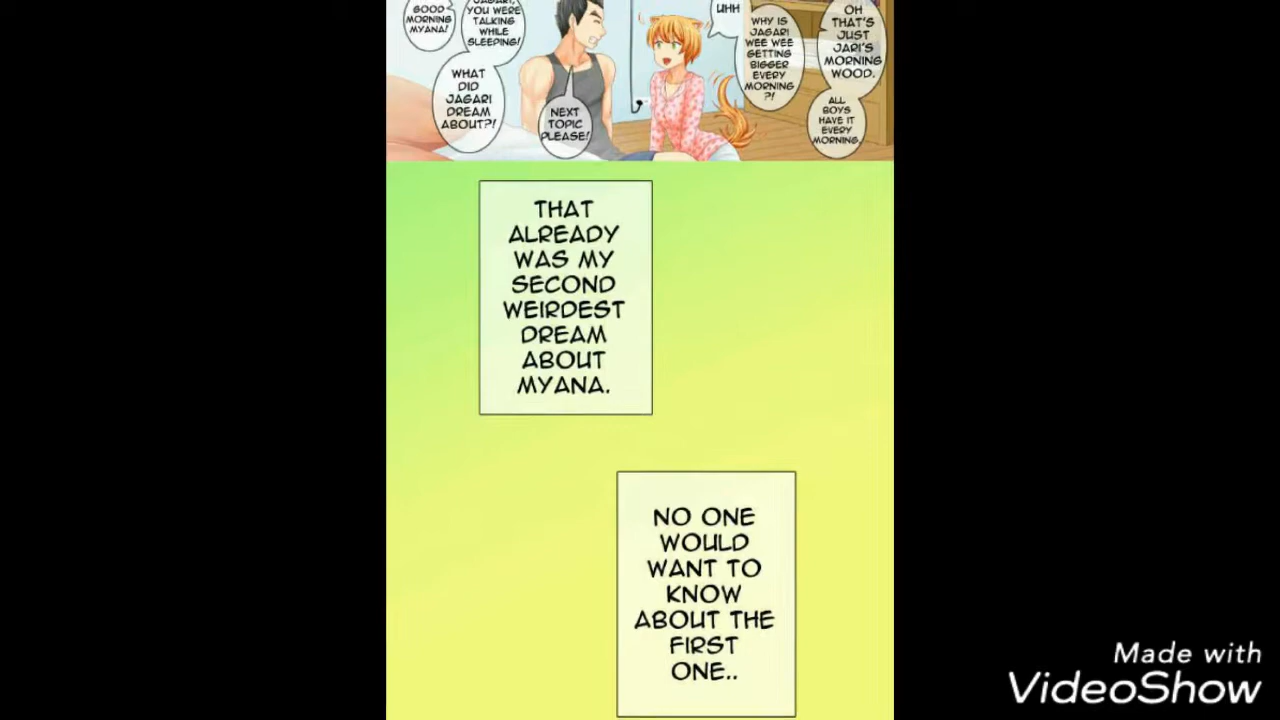 GOOD
MORNING
MYANA!
JAGARI,
YOU WERE
TALKING
WHILE
SLEEPING!
WHAT
DID
JAGARI
DREAM
ABOUT?!
NEXT
TOPIC
PLEASE!
UHH
WHY IS
JAGARI
WEE WEE
GETTING
BIGGER
EVERY
MORNING
?!
OH
THAT'S
JUST
JARI'S
MORNING
WOOD.
ALL
BOYS
HAVE IT
EVERY
MORNING.
THAT
ALREADY
WAS MY
SECOND
WEIRDEST
DREAM
ABOUT
MYANA.
NO ONE
WOULD
WANT TO
KNOW
ABOUT THE
FIRST
ONE..
Made with
VideoShow